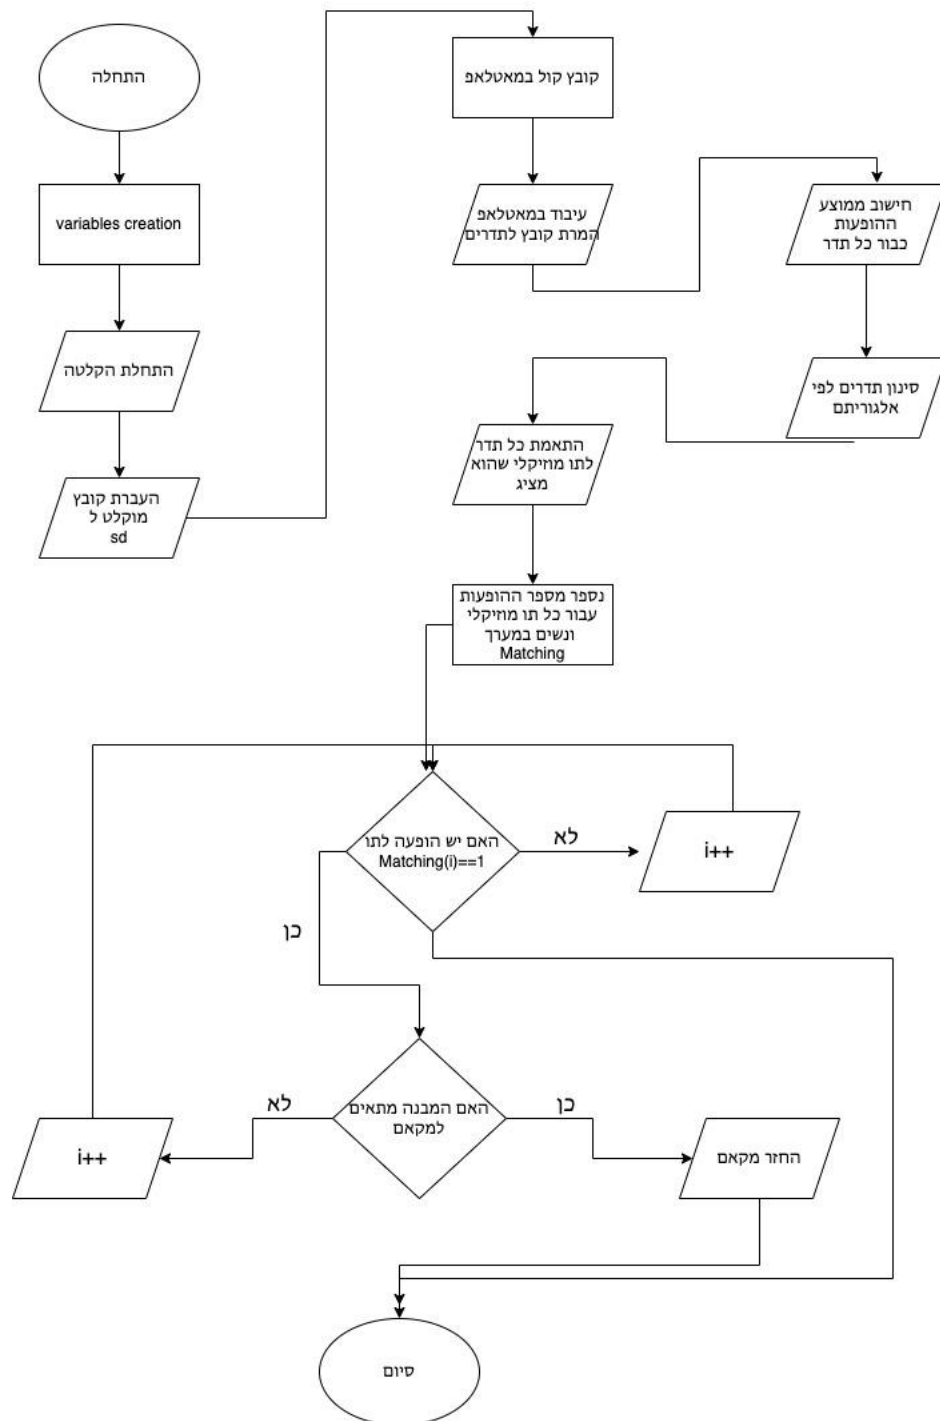 התחלה
variables creation
התחלת הקלטה
העברת קובץ
מוקלט ל
sd
קובץ קול במאטלאפ
עיבוד במאטלאפ
המרת קובץ לתדרים
חישוב ממוצע
ההופעות
כבור כל תדר
סינון תדרים לפי
אלגוריתם
התאמת כל תדר
לתו מוזיקלי שהוא
מציג
נספר מספר ההופעות
עבור כל תו מוזיקלי
ונשים במערך
Matching
האם יש הופעה לתו
Matching(i)==1
לא
i++
כן
האם המבנה מתאים
למקאם
לא
i++
כן
החזר מקאם
סיום